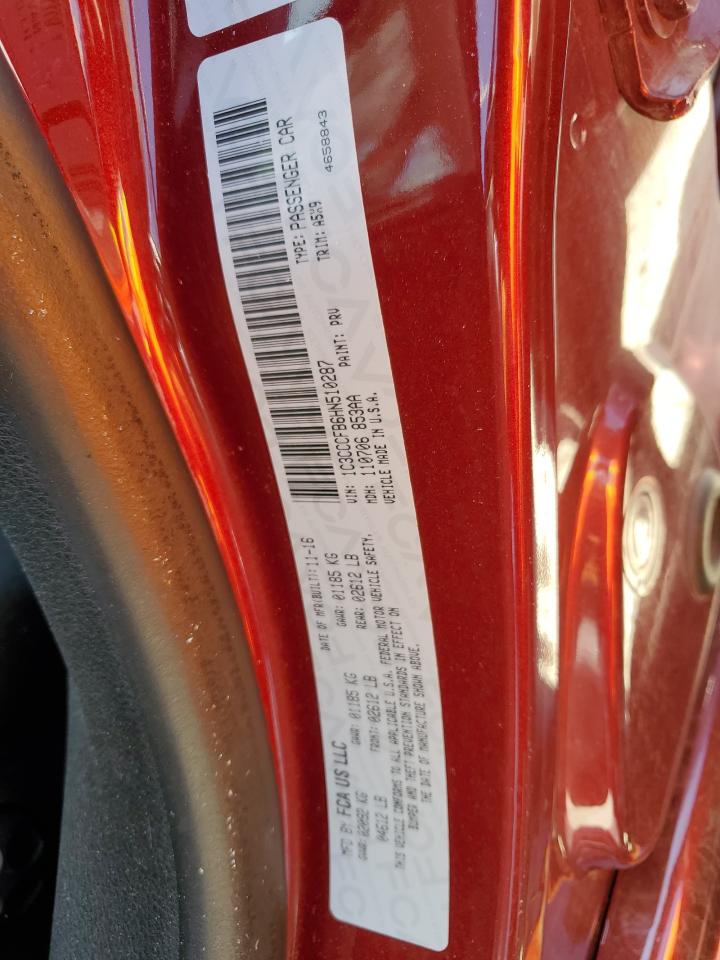 MFD BY FCA US LLC
DATE OF MFR(BUILT): 11-16
GVWR: 02092 KG
GAWR: 01185 KG
GAWR: 01185 KG
04612 LB
FRONT: 02612 LB
REAR: 02612 LB
THIS VEHICLE CONFORMS TO ALL APPLICABLE U.S.A. FEDERAL MOTOR VEHICLE SAFETY,
BUMPER AND THEFT PREVENTION STANDARDS IN EFFECT ON
THE DATE OF MANUFACTURE SHOWN ABOVE.
VIN: 1C3CCCFB6HN510287
TYPE: PASSENGER CAR
MDH: 110706 853AA
PAINT: PRV
TRIM: A5X9
VEHICLE MADE IN U.S.A.
4658843